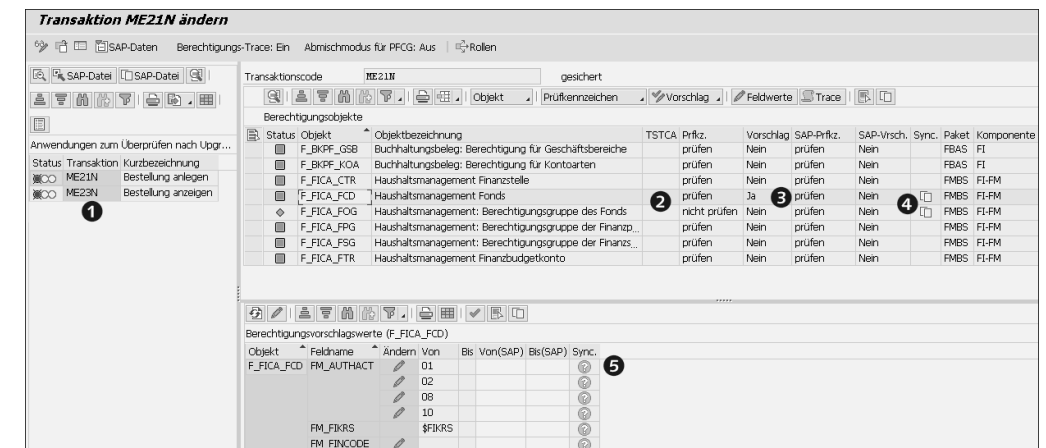 Transaktion ME21N ändern
SAP-Daten Berechtigungs-Trace: Ein Abmischmodus für PFCG: Aus Rollen
SAP-Datei SAP-Datei
Anwendungen zum Überprüfen nach Upgr...
Status Transaktion Kurzbezeichnung
ME21N Bestellung anlegen
ME23N Bestellung anzeigen
1
Transaktionscode ME21N gesichert
Objekt Prüfkennzeichen Vorschlag Feldwerte Trace
Berechtigungsobjekte
Status Objekt Objektbezeichnung TSTCA Prfkz. Vorschlag SAP-Prfkz. SAP-Vrsch. Sync. Paket Komponente
F_BKPF_GSB Buchhaltungsbeleg: Berechtigung für Geschäftsbereiche prüfen Nein prüfen Nein FBAS FI
F_BKPF_KOA Buchhaltungsbeleg: Berechtigung für Kontoarten prüfen Nein prüfen Nein FBAS FI
F_FICA_CTR Haushaltsmanagement Finanzstelle prüfen Nein prüfen Nein FMBS FI-FM
F_FICA_FCD Haushaltsmanagement Fonds 2 prüfen Ja 3 prüfen Nein 4 FMBS FI-FM
F_FICA_FOG Haushaltsmanagement: Berechtigungsgruppe des Fonds nicht prüfen Nein prüfen Nein FMBS FI-FM
F_FICA_FPG Haushaltsmanagement: Berechtigungsgruppe der Finanzp... prüfen Nein prüfen Nein FMBS FI-FM
F_FICA_FSG Haushaltsmanagement: Berechtigungsgruppe des Finanzs... prüfen Nein prüfen Nein FMBS FI-FM
F_FICA_FTR Haushaltsmanagement Finanzbudgetkonto prüfen Nein prüfen Nein FMBS FI-FM
Berechtigungsvorschlagswerte (F_FICA_FCD)
Objekt Feldname Ändern Von Bis Von(SAP) Bis(SAP) Sync.
F_FICA_FCD FM_AUTHACT 01 5
02
08
10
FM_FIKRS $FIKRS
FM_FINCODE